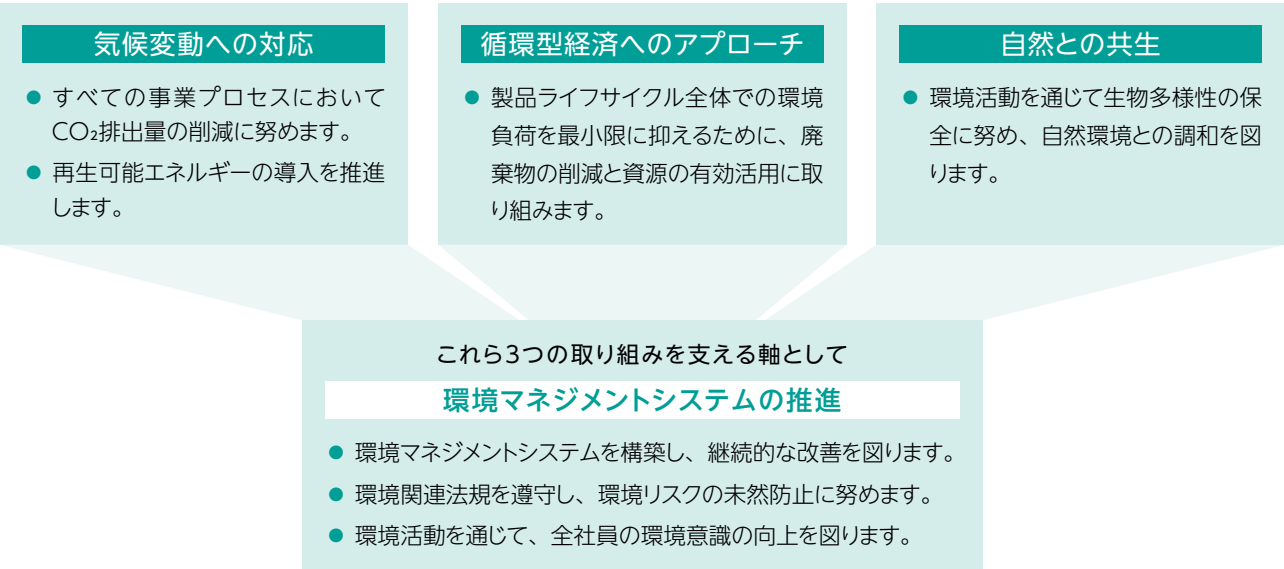 気候変動への対応
● すべての事業プロセスにおいて
CO₂排出量の削減に努めます。
● 再生可能エネルギーの導入を推進
します。
循環型経済へのアプローチ
● 製品ライフサイクル全体での環境
負荷を最小限に抑えるために、廃
棄物の削減と資源の有効活用に取
り組みます。
自然との共生
● 環境活動を通じて生物多様性の保
全に努め、自然環境との調和を図
ります。
これら3つの取り組みを支える軸として
環境マネジメントシステムの推進
● 環境マネジメントシステムを構築し、継続的な改善を図ります。
● 環境関連法規を遵守し、環境リスクの未然防止に努めます。
● 環境活動を通じて、全社員の環境意識の向上を図ります。